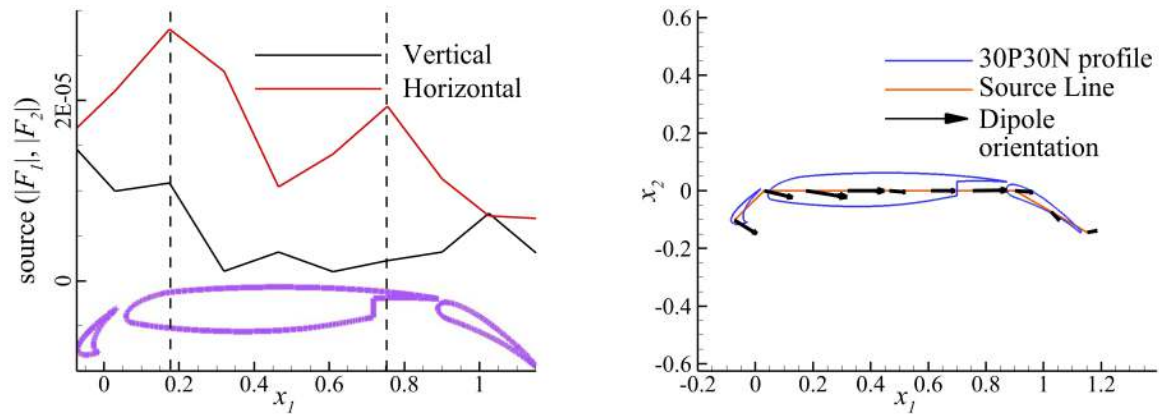 Vertical
Horizontal
source (|F₁|, |F₂|)
2E-05
0
0 0.2 0.4 0.6 0.8 1
x₁
30P30N profile
Source Line
Dipole
orientation
x₂
0.6
0.4
0.2
0
-0.2
-0.4
-0.6
-0.2 0 0.2 0.4 0.6 0.8 1 1.2
x₁